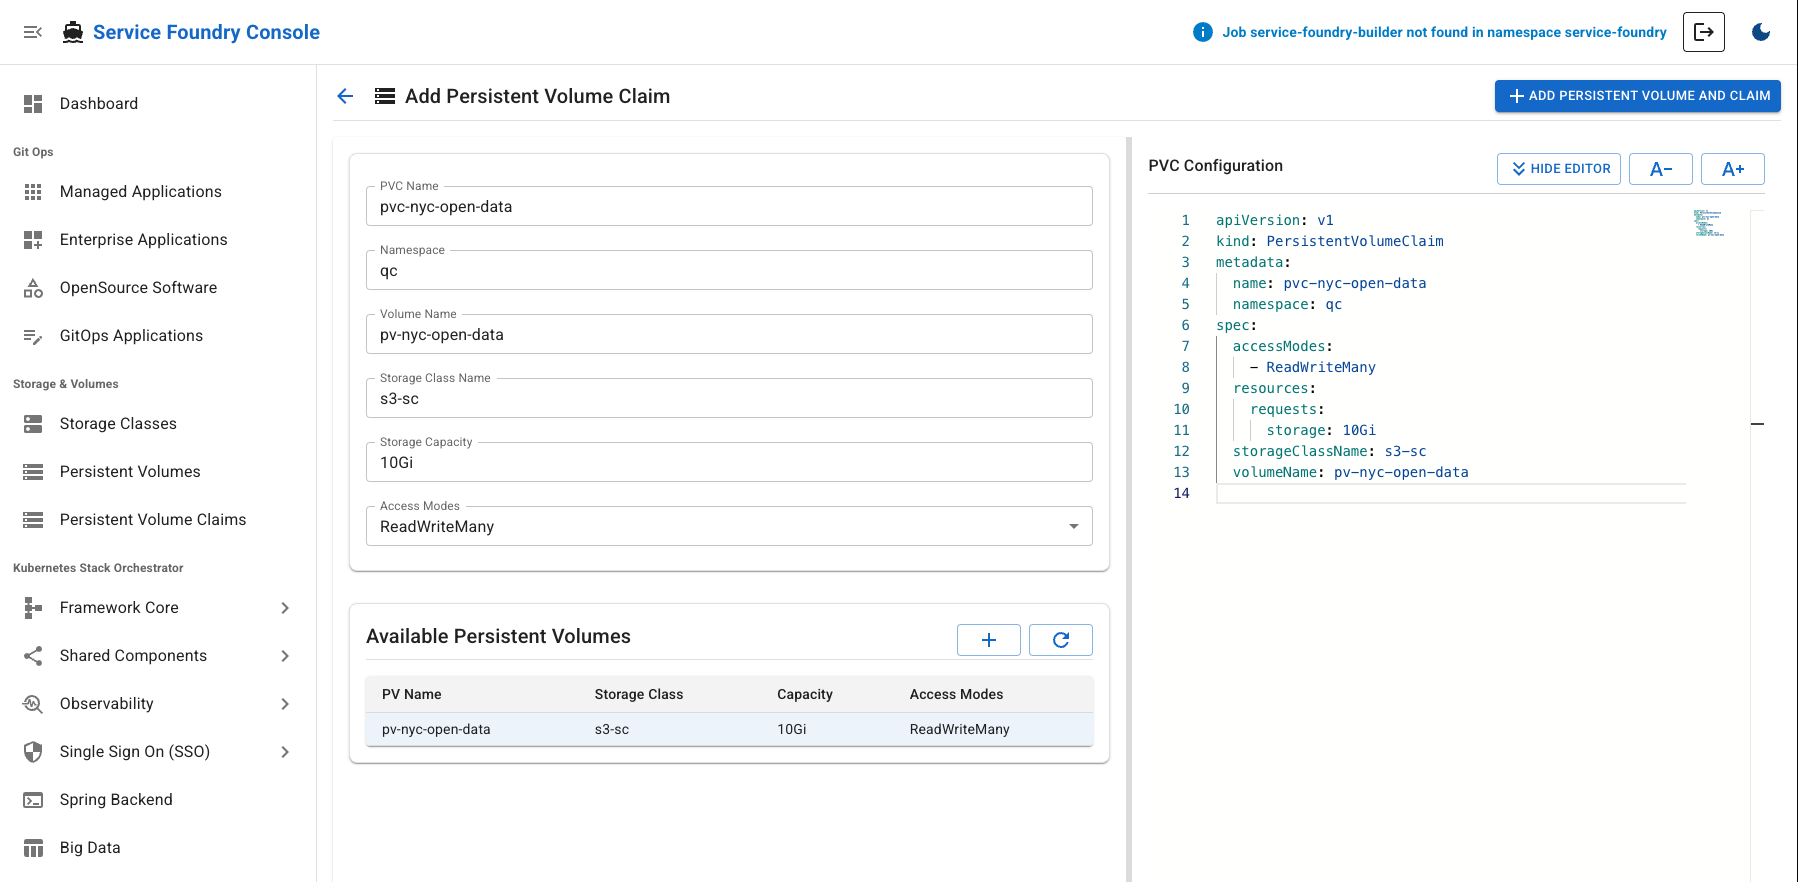 Service Foundry Console
Job service-foundry-builder not found in namespace service-foundry
Dashboard
Git Ops
Managed Applications
Enterprise Applications
OpenSource Software
GitOps Applications
Storage & Volumes
Storage Classes
Persistent Volumes
Persistent Volume Claims
Kubernetes Stack Orchestrator
Framework Core
Shared Components
Observability
Single Sign On (SSO)
Spring Backend
Big Data
Add Persistent Volume Claim
ADD PERSISTENT VOLUME AND CLAIM
PVC Name
pvc-nyc-open-data
Namespace
qc
Volume Name
pv-nyc-open-data
Storage Class Name
s3-sc
Storage Capacity
10Gi
Access Modes
ReadWriteMany
Available Persistent Volumes
PV Name Storage Class Capacity Access Modes
pv-nyc-open-data s3-sc 10Gi ReadWriteMany
PVC Configuration
HIDE EDITOR
A-
A+
1 apiVersion: v1
2 kind: PersistentVolumeClaim
3 metadata:
4 name: pvc-nyc-open-data
5 namespace: qc
6 spec:
7 accessModes:
8 - ReadWriteMany
9 resources:
10 requests:
11 storage: 10Gi
12 storageClassName: s3-sc
13 volumeName: pv-nyc-open-data
14